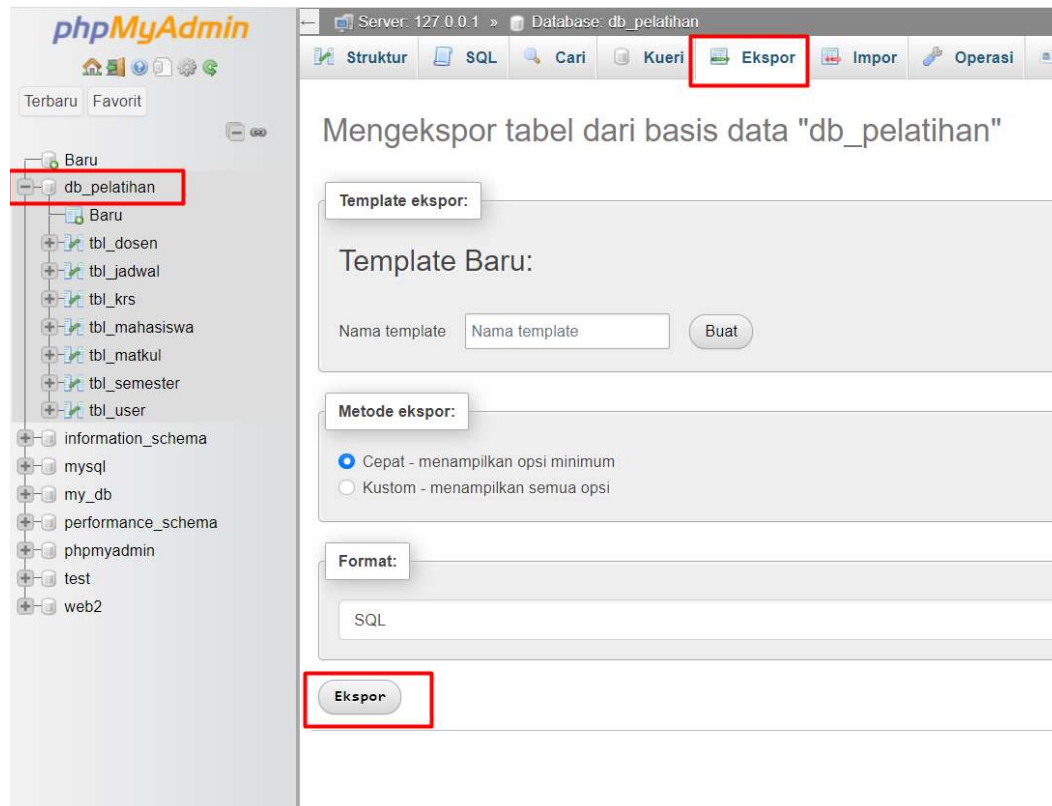 phpMyAdmin
Terbaru Favorit
Baru
db_pelatihan
Baru
tbl_dosen
tbl_jadwal
tbl_krs
tbl_mahasiswa
tbl_matkul
tbl_semester
tbl_user
information_schema
mysql
my_db
performance_schema
phpmyadmin
test
web2
← Server: 127.0.0.1 » Database: db_pelatihan
Struktur SQL Cari Kueri Ekspor Impor Operasi
Mengekspor tabel dari basis data "db_pelatihan"
Template ekspor:
Template Baru:
Nama template Nama template Buat
Metode ekspor:
Cepat - menampilkan opsi minimum
Kustom - menampilkan semua opsi
Format:
SQL
Ekspor